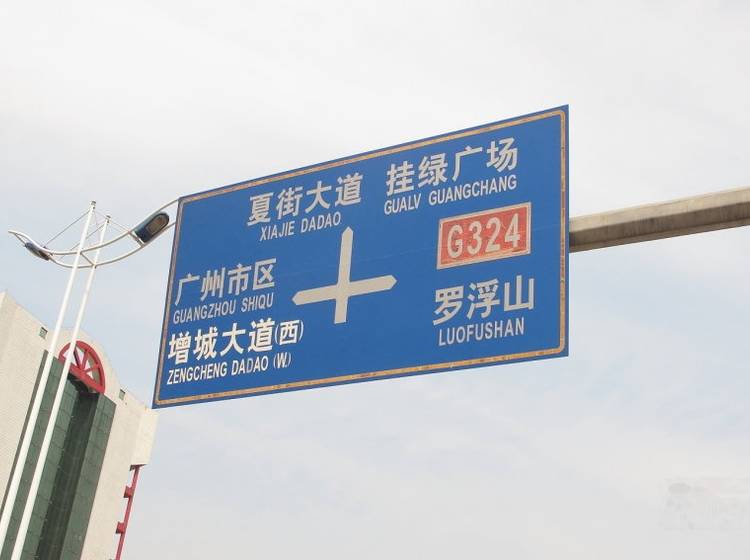 夏街大道 挂绿广场
XIAJIE DADAO GUALV GUANGCHANG
广州市区
GUANGZHOU SHIQU
增城大道(西)
ZENGCHENG DADAO (W.)
G324
罗浮山
LUOFUSHAN